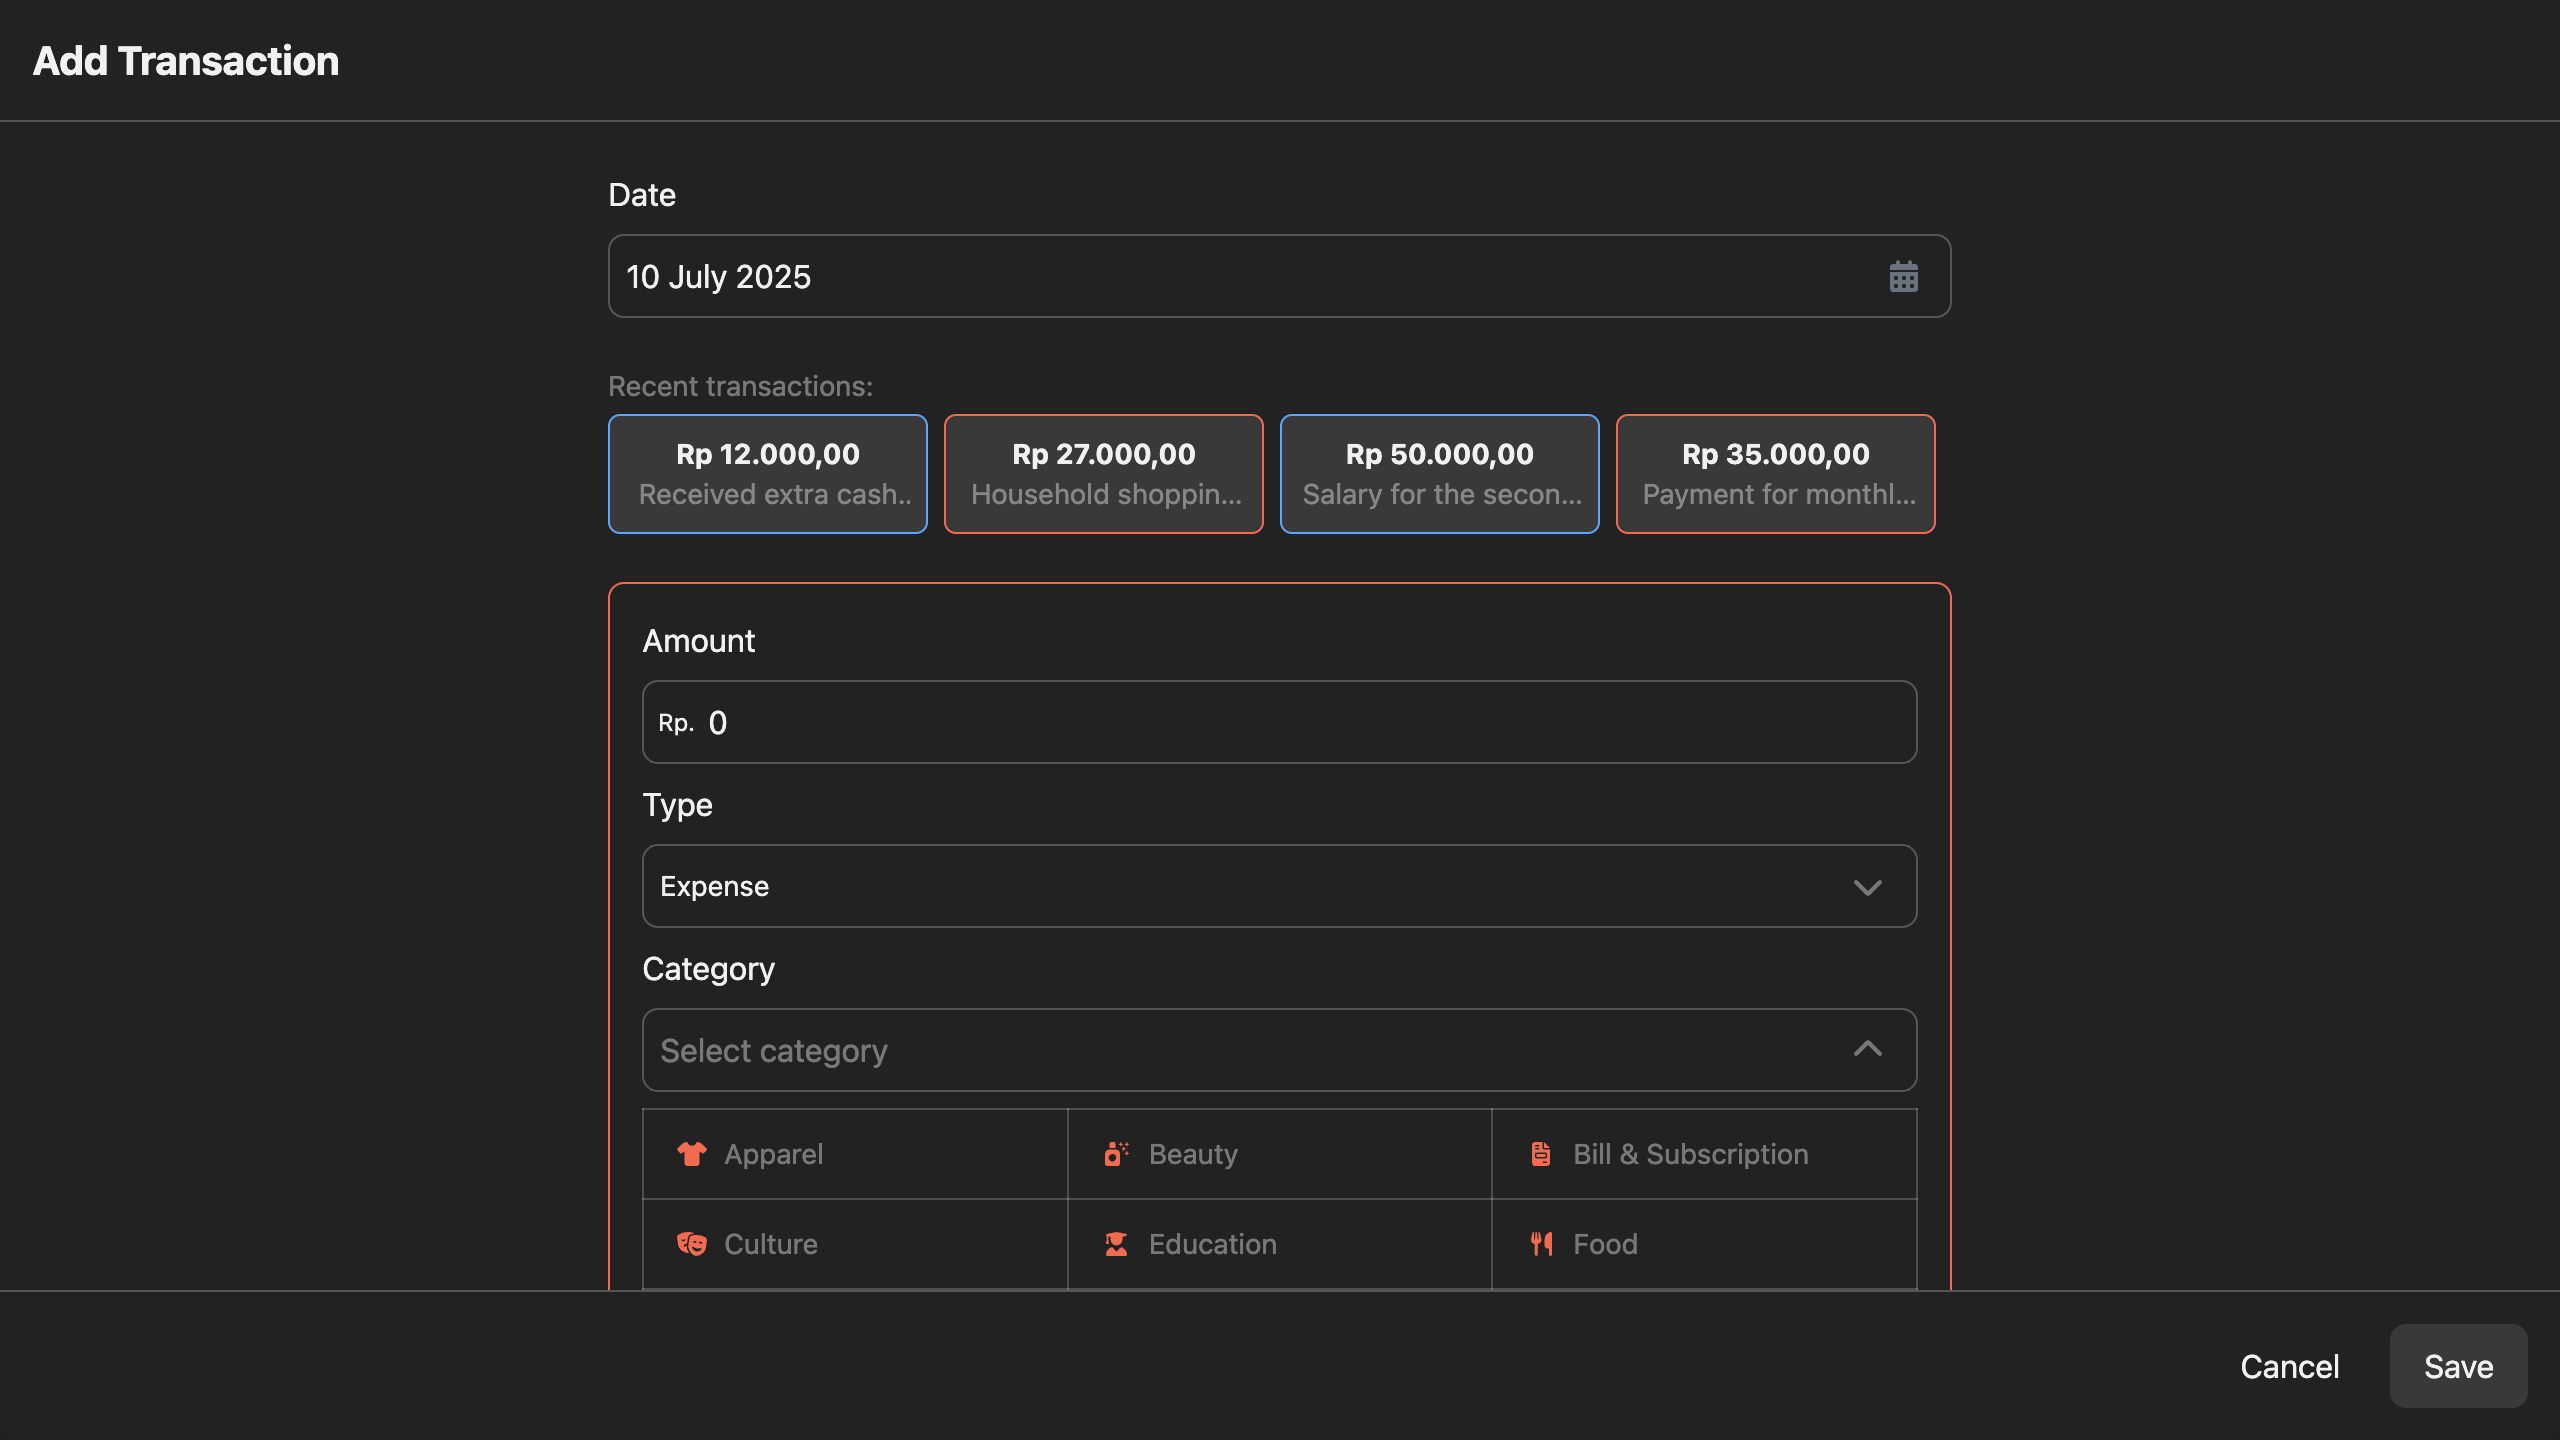 Add Transaction
Date
10 July 2025
Recent transactions:
Rp 12.000,00
Received extra cash..
Rp 27.000,00
Household shoppin...
Rp 50.000,00
Salary for the secon...
Rp 35.000,00
Payment for monthl...
Amount
Rp. 0
Type
Expense
Category
Select category
Apparel
Beauty
Bill & Subscription
Culture
Education
Food
Cancel
Save